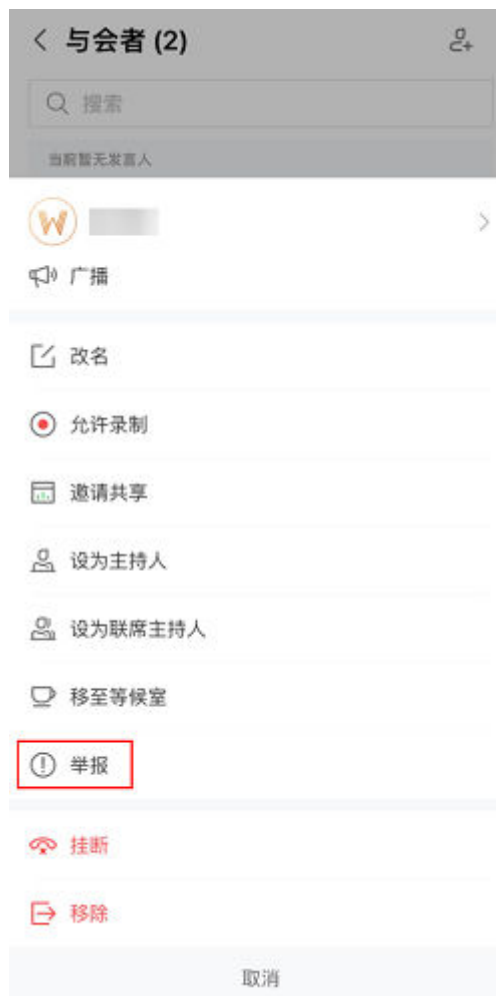 与会者 (2)
搜索
当前暂无发言人
广播
改名
允许录制
邀请共享
设为主持人
设为联席主持人
移至等候室
举报
挂断
移除
取消